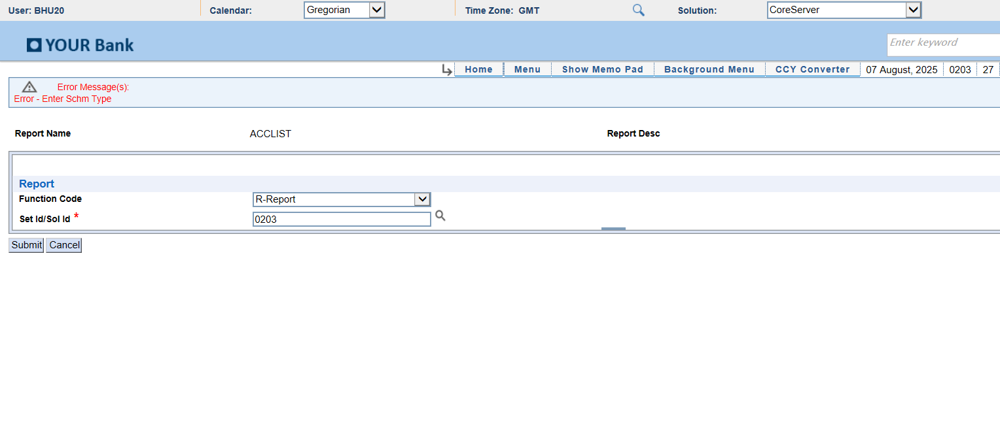 User: BHU20 Calendar: Gregorian Time Zone: GMT Solution: CoreServer
YOUR Bank Enter keyword
Home Menu Show Memo Pad Background Menu CCY Converter 07 August, 2025 0203 27
Error Message(s):
Error - Enter Schm Type
Report Name ACCLIST Report Desc
Report
Function Code R-Report
Set Id/Sol Id * 0203
Submit Cancel